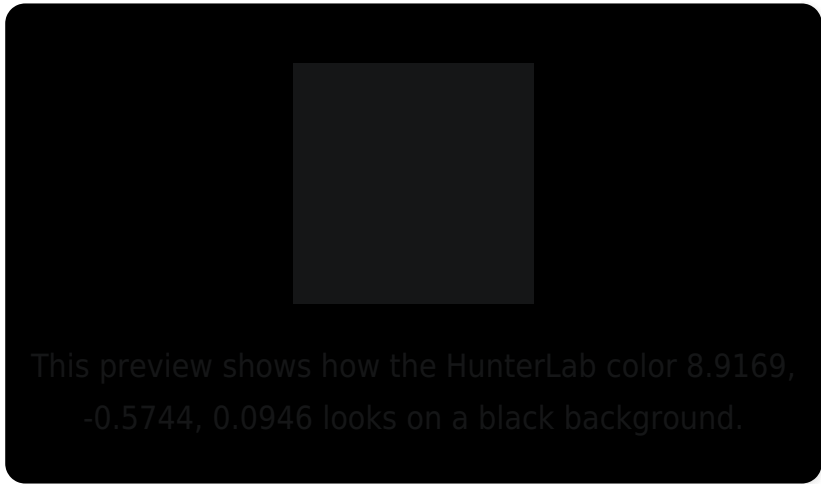 This preview shows how the HunterLab color 8.9169,
-0.5744, 0.0946 looks on a black background.